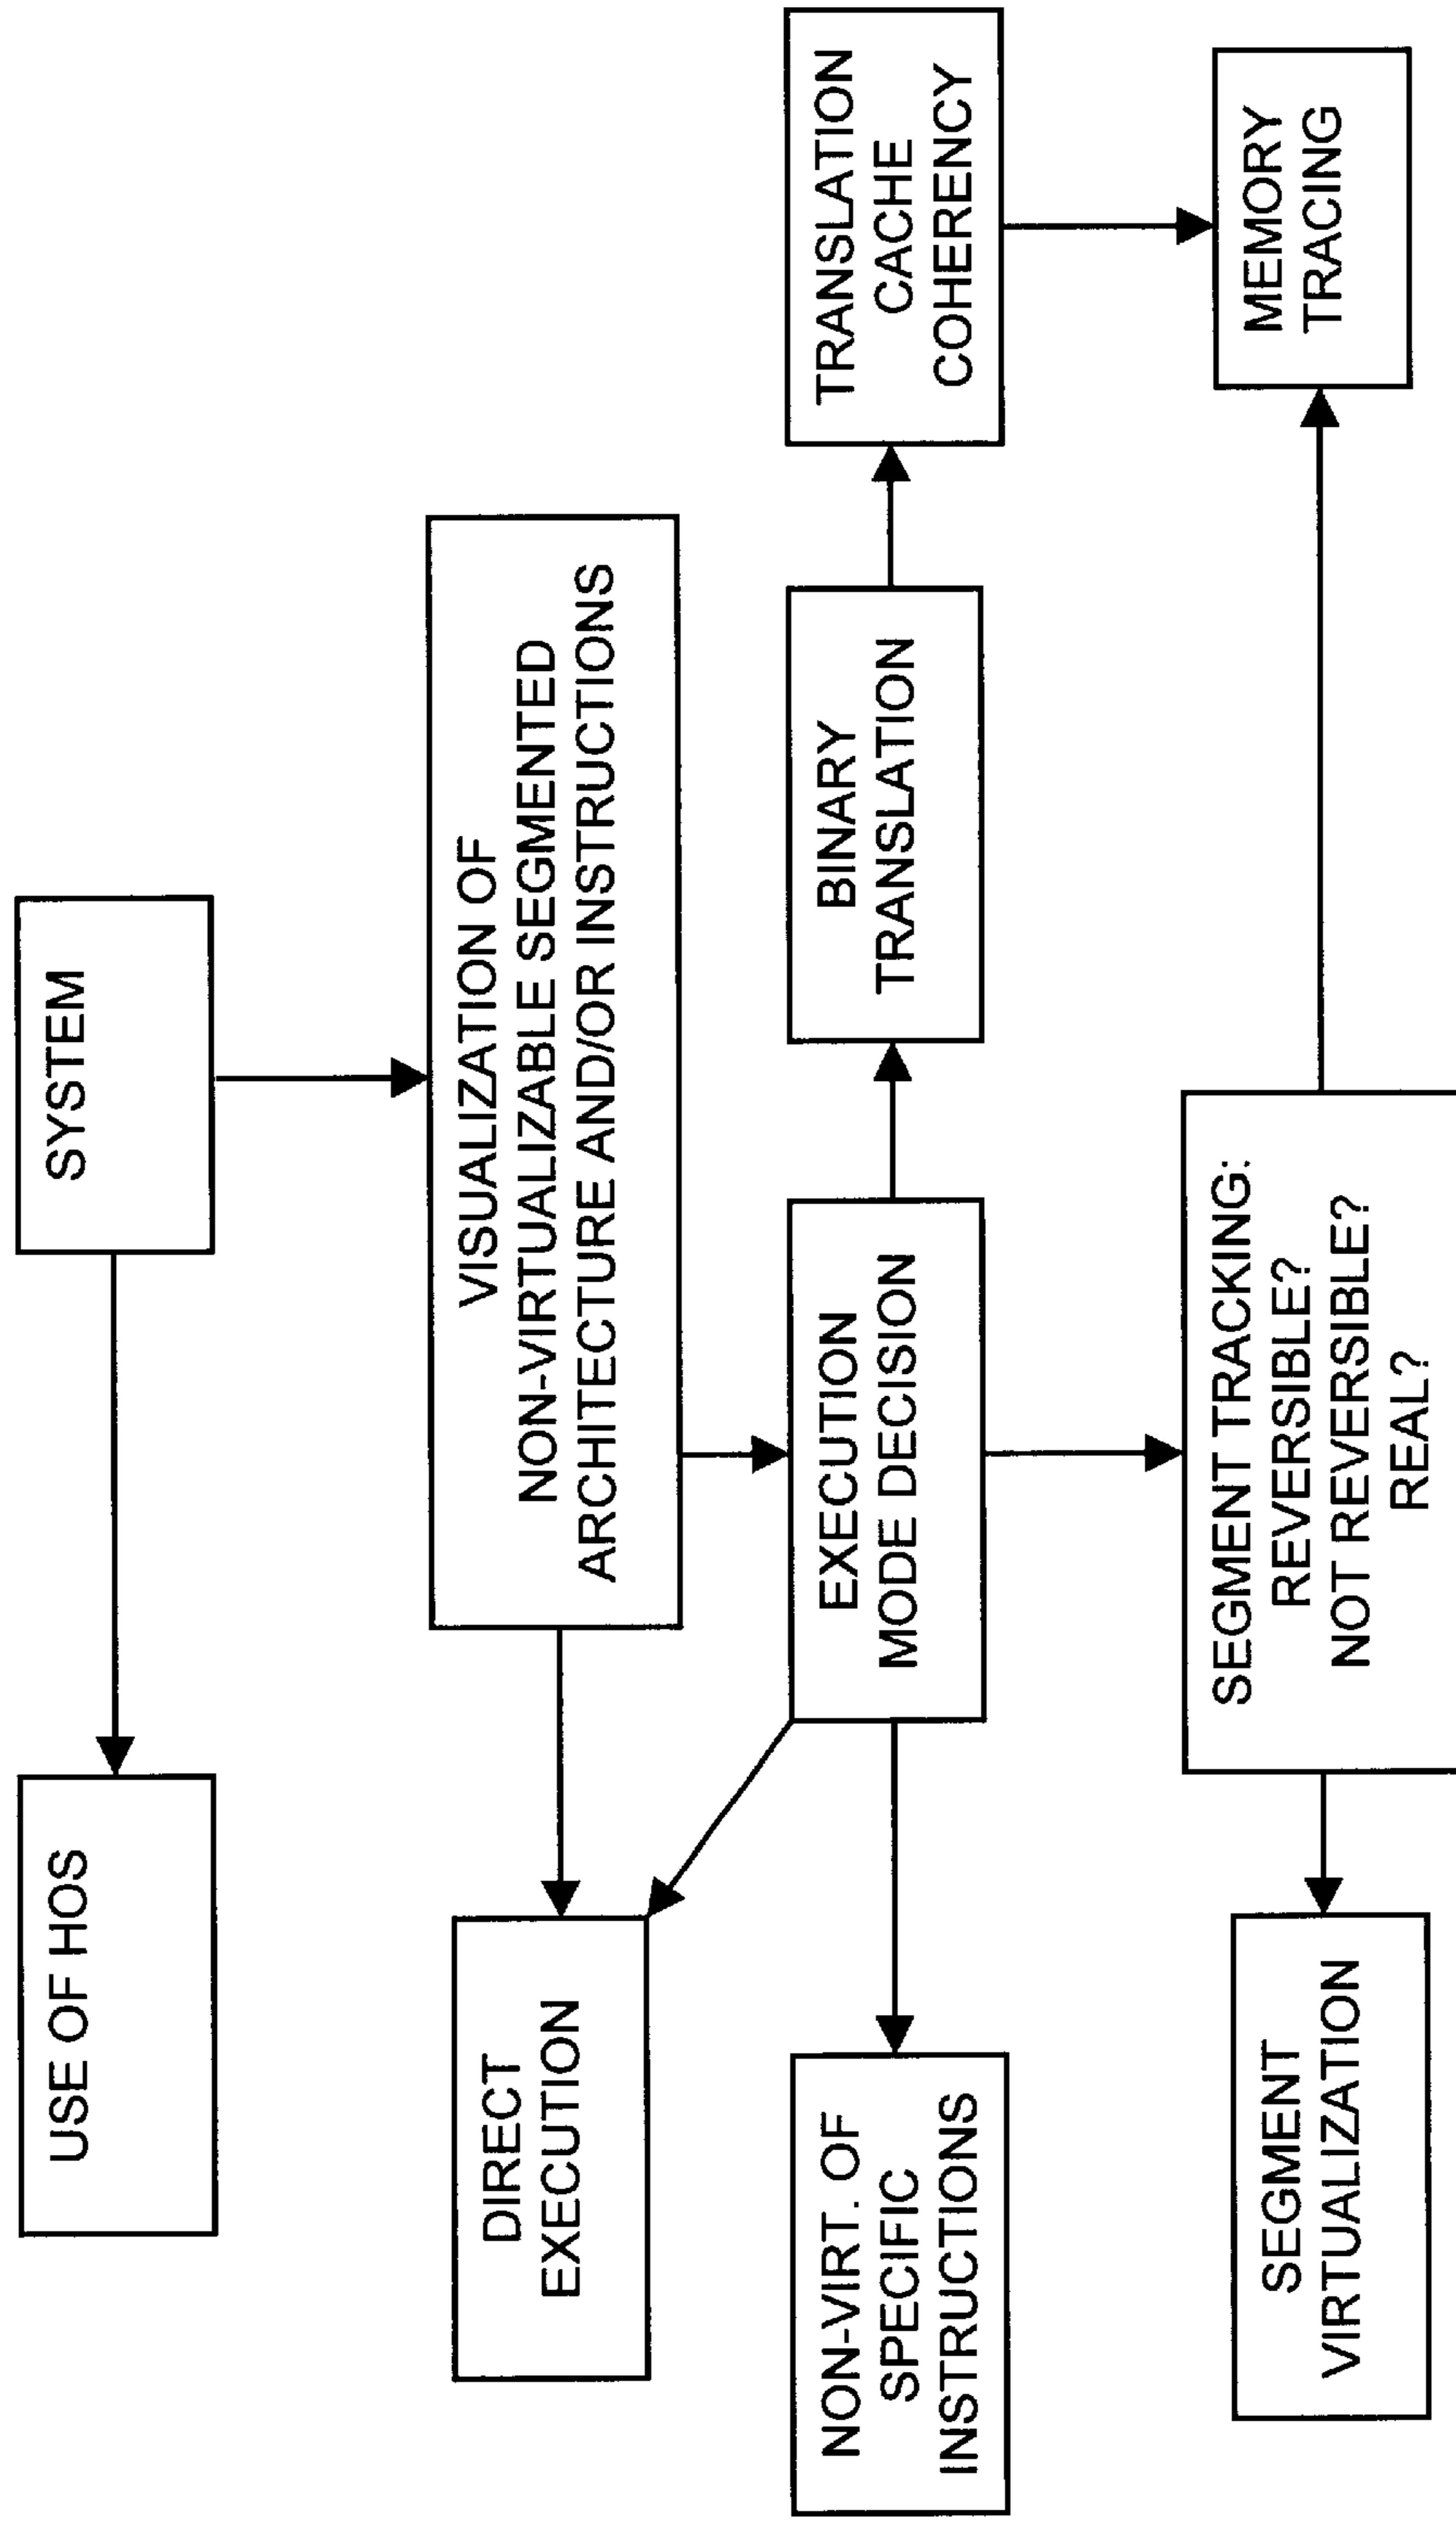 SYSTEM
USE OF HOS
VISUALIZATION OF
NON-VIRTUALIZABLE SEGMENTED
ARCHITECTURE AND/OR INSTRUCTIONS
DIRECT
EXECUTION
EXECUTION
MODE DECISION
BINARY
TRANSLATION
TRANSLATION
CACHE
COHERENCY
NON-VIRT. OF
SPECIFIC
INSTRUCTIONS
SEGMENT TRACKING:
REVERSIBLE?
NOT REVERSIBLE?
REAL?
MEMORY
TRACING
SEGMENT
VIRTUALIZATION